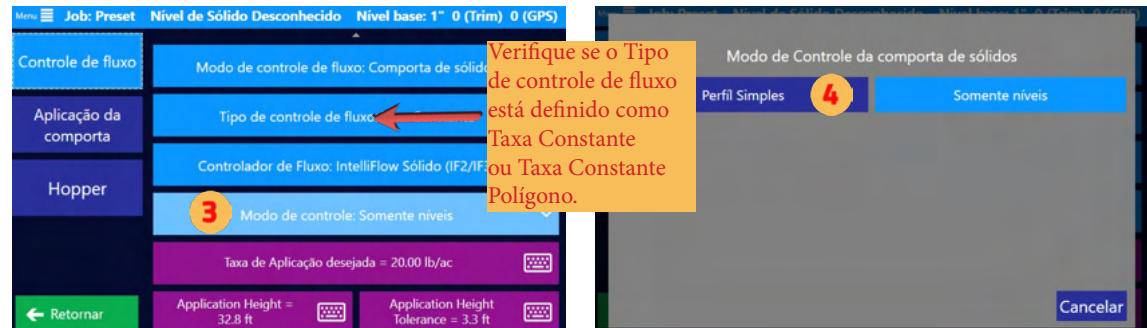 Menu Job: Preset Nível de Sólido Desconhecido Nível base: 1" 0 (Trim) 0 (GPS)
Controle de fluxo
Aplicação da
comporta
Hopper
Retornar
Modo de controle de fluxo: Comporta de sólido
Tipo de controle de fluxo
Controlador de Fluxo: IntelliFlow Sólido (IF2/IF3
3 Modo de controle: Somente níveis
Taxa de Aplicação desejada = 20.00 lb/ac
Application Height =
32.8 ft
Application Height
Tolerance = 3.3 ft
Verifique se o Tipo
de controle de fluxo
está definido como
Taxa Constante
ou Taxa Constante
Polígono.
Modo de Controle da comporta de sólidos
Perfil Simples 4
Somente níveis
Cancelar